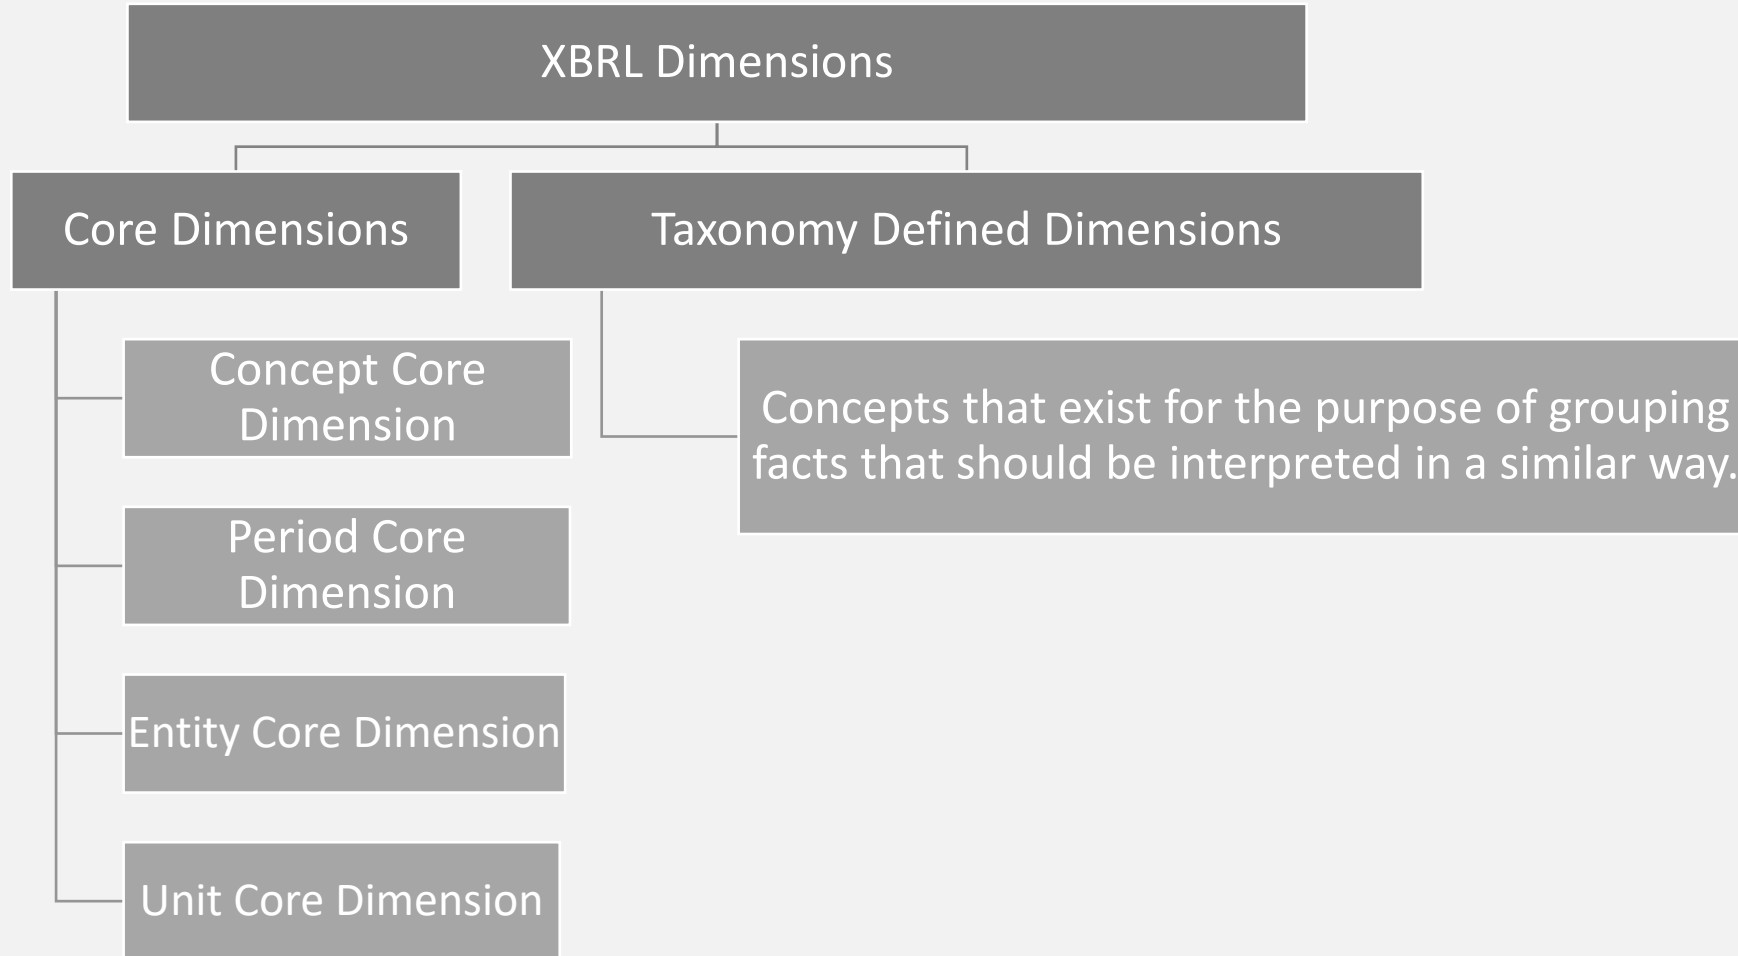 XBRL Dimensions
Core Dimensions
Taxonomy Defined Dimensions
Concept Core
Dimension
Period Core
Dimension
Entity Core Dimension
Unit Core Dimension
Concepts that exist for the purpose of grouping
facts that should be interpreted in a similar way.